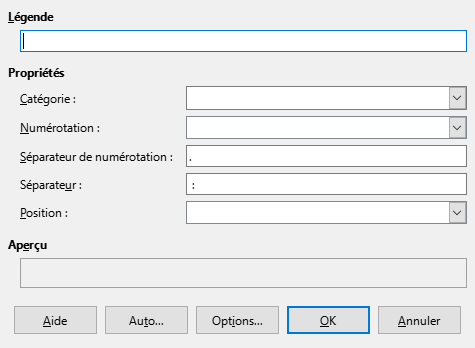 Légende
Propriétés
Catégorie :
Numérotation :
Séparateur de numérotation : .
Séparateur : :
Position :
Aperçu
Aide Auto... Options... OK Annuler